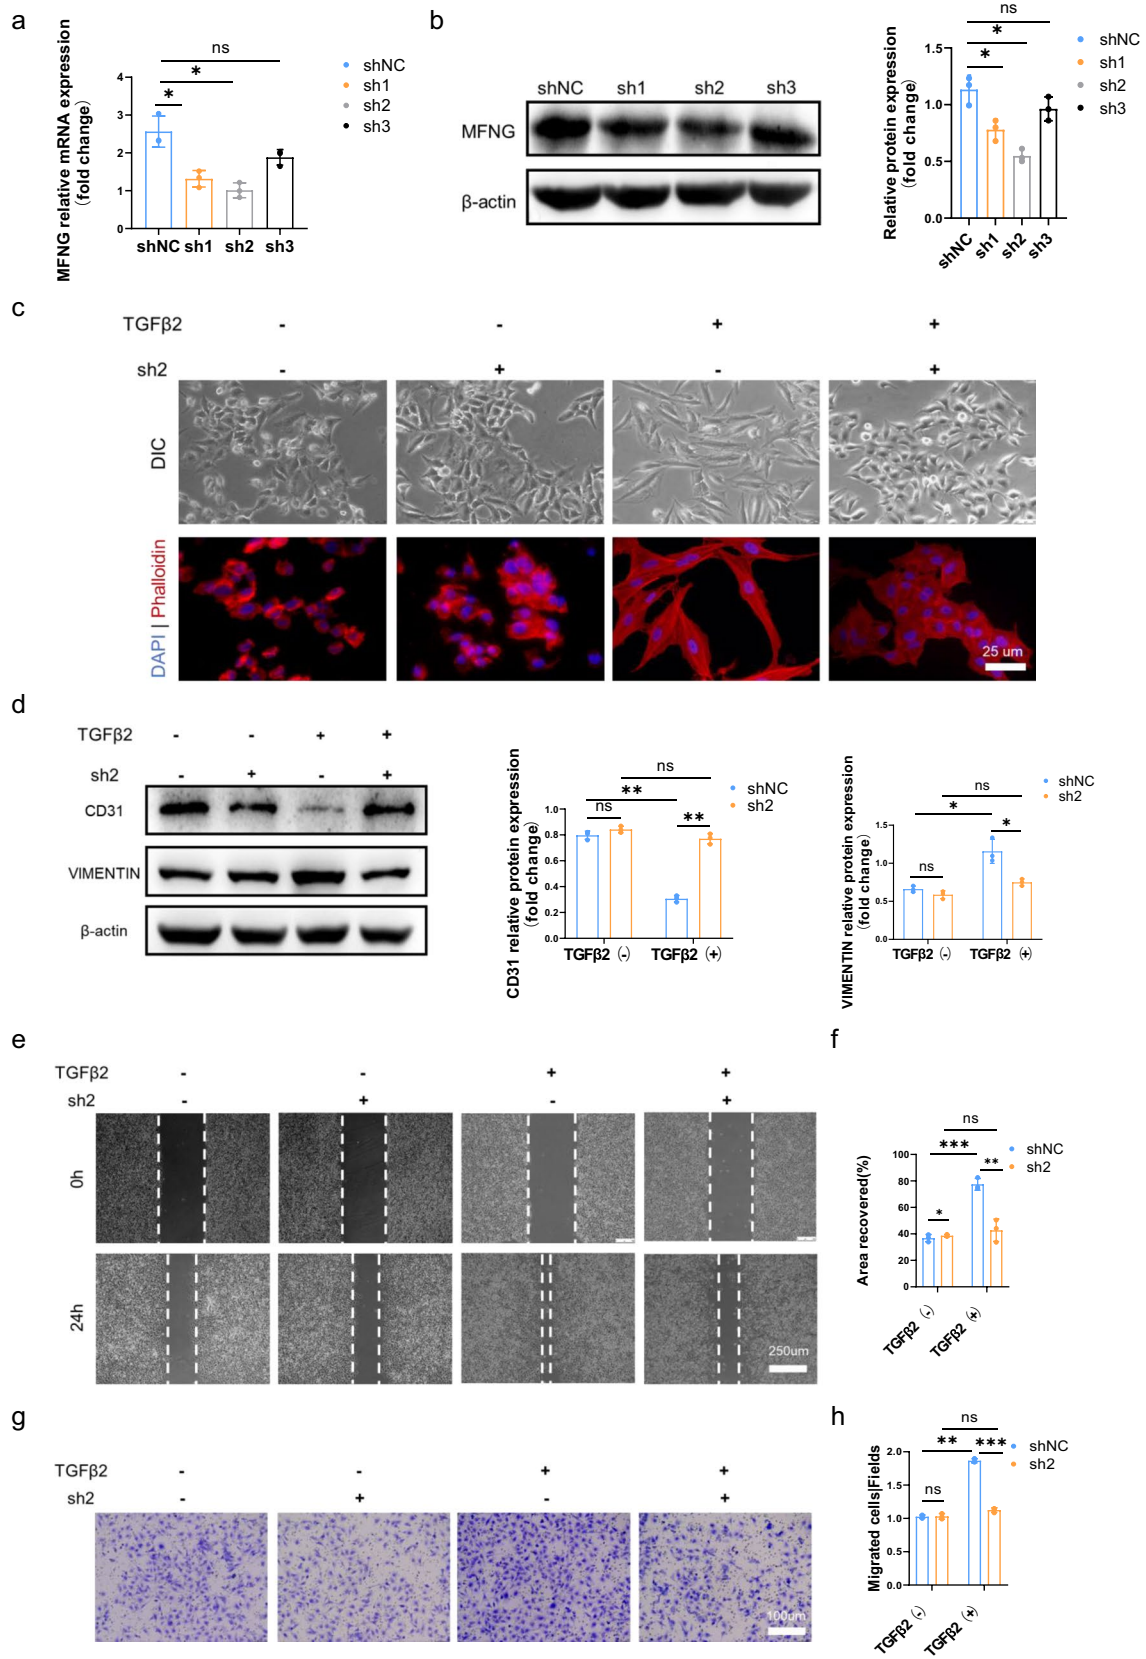 a
MFNG relative mRNA expression
(fold change)
ns
*
*
4
3
2
1
0
shNC sh1 sh2 sh3
shNC
sh1
sh2
sh3
b
shNC sh1 sh2 sh3
MFNG
β-actin
Relative protein expression
(fold change)
ns
*
*
1.5
1.0
0.5
0.0
shNC sh1 sh2 sh3
shNC
sh1
sh2
sh3
c
TGFβ2 - - + +
sh2 - + - +
DIC
DAPI | Phalloidin
25 um
d
TGFβ2 - - + +
sh2 - + - +
CD31
VIMENTIN
β-actin
CD31 relative protein expression
(fold change)
ns
**
ns
**
1.0
0.8
0.6
0.4
0.2
0.0
TGFβ2 (-) TGFβ2 (+)
shNC
sh2
VIMENTIN relative protein expression
(fold change)
ns
*
*
ns
1.5
1.0
0.5
0.0
TGFβ2 (-) TGFβ2 (+)
shNC
sh2
e
TGFβ2 - - + +
sh2 - + - +
0h
24h
250um
f
Area recovered(%)
ns
***
**
*
100
80
60
40
20
0
TGFβ2 (-) TGFβ2 (+)
shNC
sh2
g
TGFβ2 - - + +
sh2 - + - +
100um
h
Migrated cells|Fields
ns
** ***
ns
2.0
1.5
1.0
0.5
0.0
TGFβ2 (-) TGFβ2 (+)
shNC
sh2